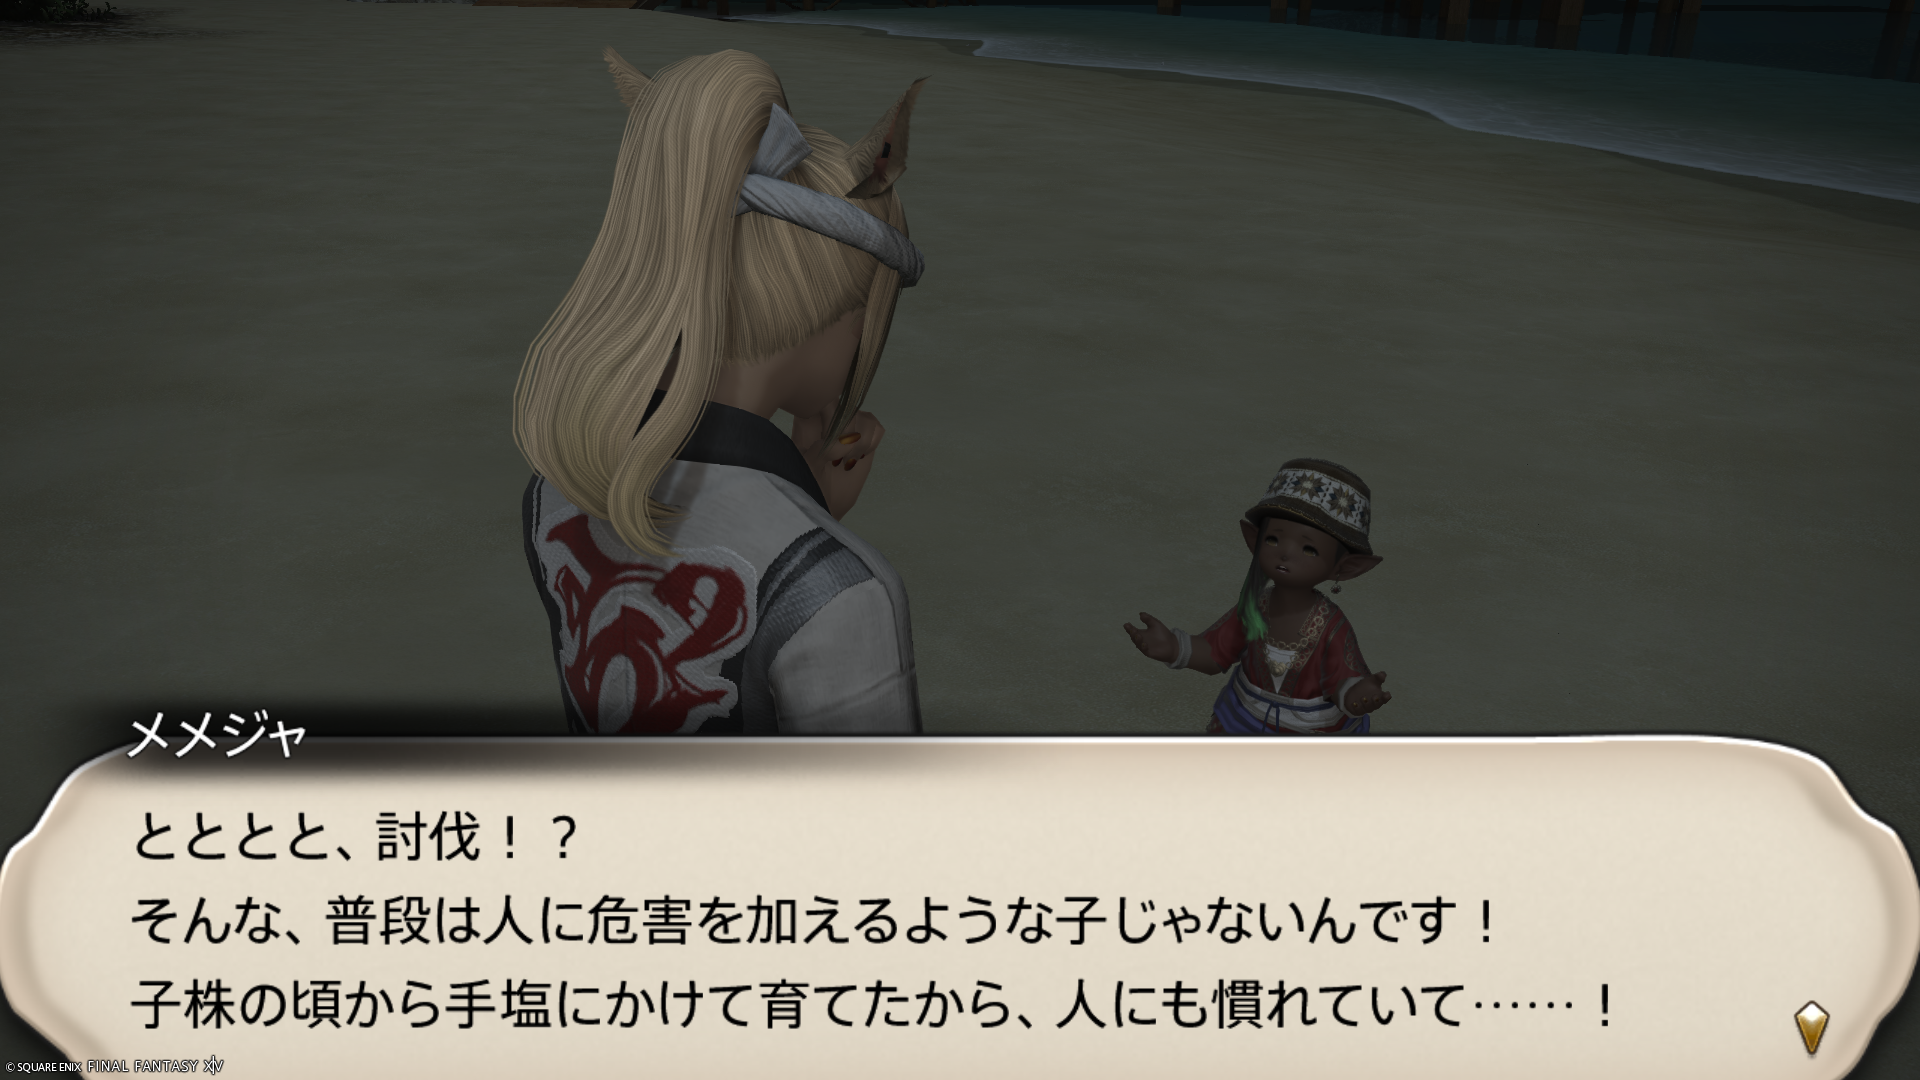 メメジャ
とととと、討伐！？
そんな、普段は人に危害を加えるような子じゃないんです！
子株の頃から手塩にかけて育てたから、人にも慣れていて……！
© SQUARE ENIX FINAL FANTASY XIV